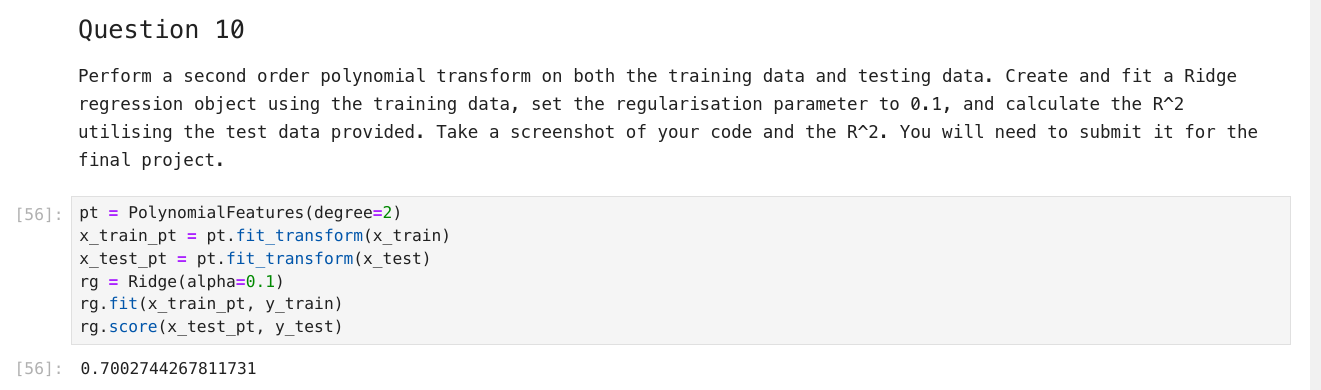 Question 10
Perform a second order polynomial transform on both the training data and testing data. Create and fit a Ridge
regression object using the training data, set the regularisation parameter to 0.1, and calculate the R^2
utilising the test data provided. Take a screenshot of your code and the R^2. You will need to submit it for the
final project.
[56]: pt = PolynomialFeatures(degree=2)
x_train_pt = pt.fit_transform(x_train)
x_test_pt = pt.fit_transform(x_test)
rg = Ridge(alpha=0.1)
rg.fit(x_train_pt, y_train)
rg.score(x_test_pt, y_test)
[56]: 0.7002744267811731